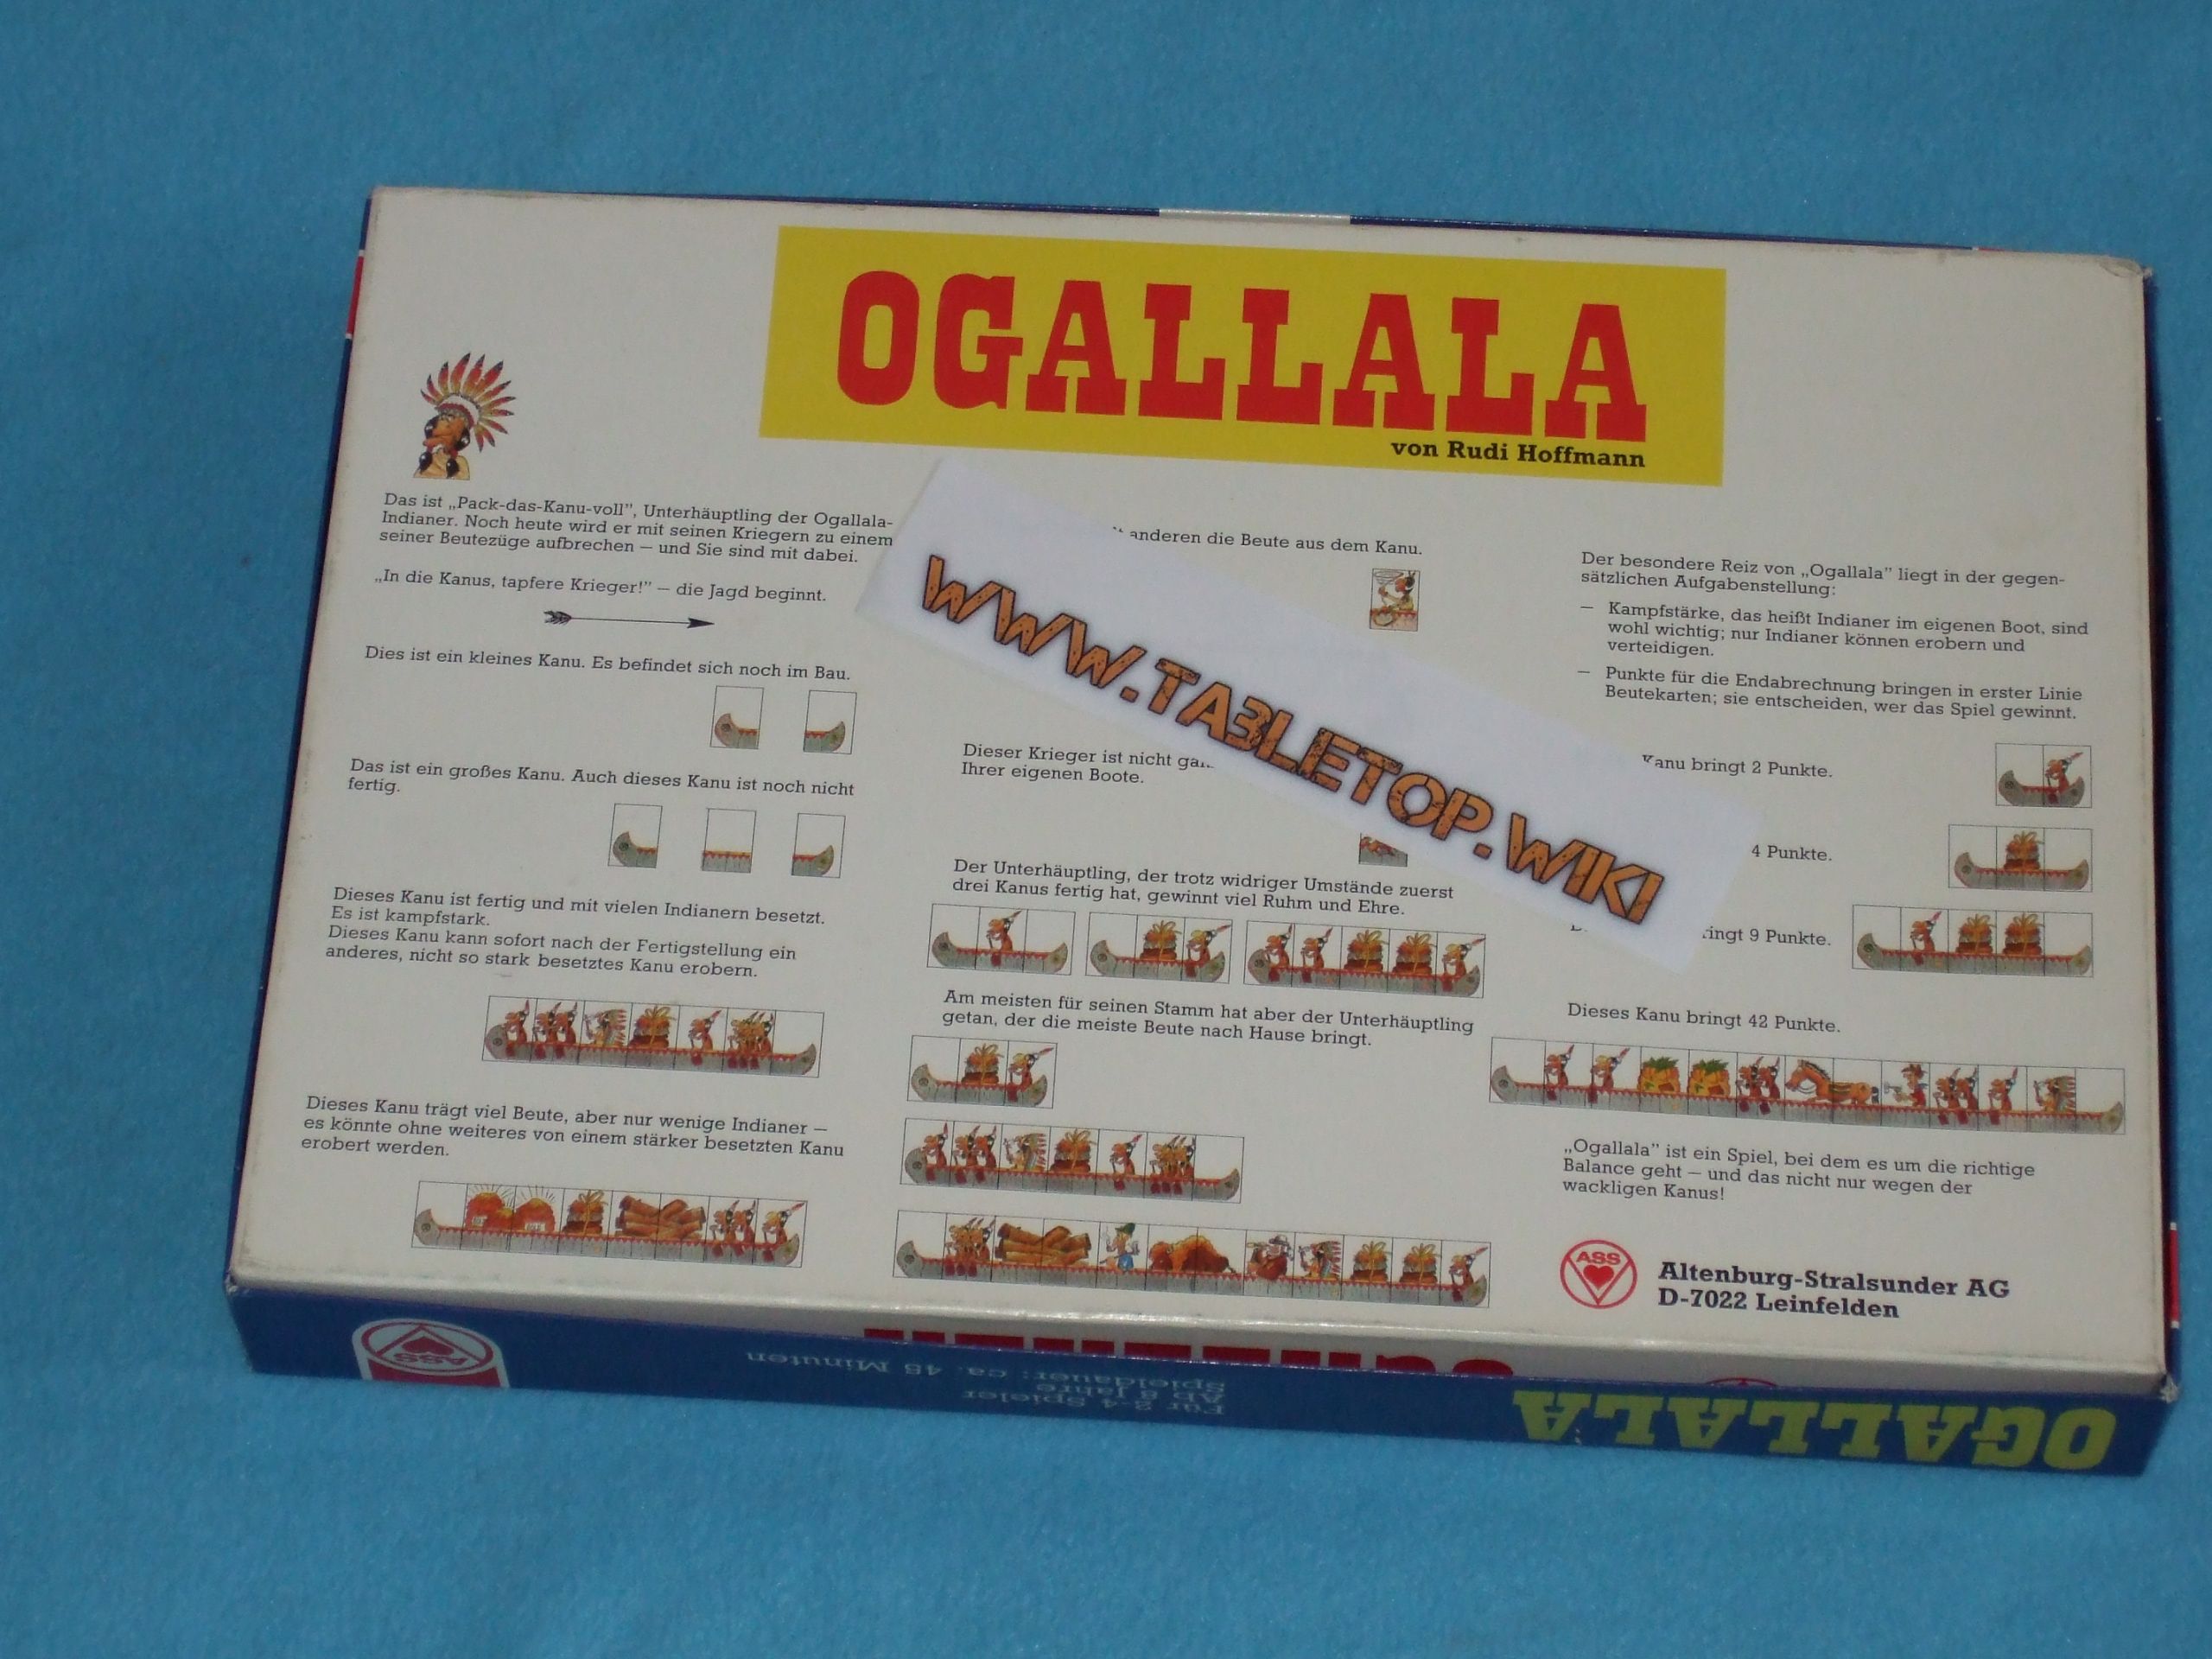 OGALLALA
von Rudi Hoffmann
Das ist „Pack-das-Kanu-voll”, Unterhäuptling der Ogallala-
Indianer. Noch heute wird er mit seinen Kriegern zu einem
seiner Beutezüge aufbrechen – und Sie sind mit dabei.
„In die Kanus, tapfere Krieger!” – die Jagd beginnt.
Dies ist ein kleines Kanu. Es befindet sich noch im Bau.
Das ist ein großes Kanu. Auch dieses Kanu ist noch nicht
fertig.
Dieses Kanu ist fertig und mit vielen Indianern besetzt.
Es ist kampfstark.
Dieses Kanu kann sofort nach der Fertigstellung ein
anderes, nicht so stark besetztes Kanu erobern.
Dieses Kanu trägt viel Beute, aber nur wenige Indianer –
es könnte ohne weiteres von einem stärker besetzten Kanu
erobert werden.
anderen die Beute aus dem Kanu.
WWW.TABLETOP.WIKI
Dieser Krieger ist nicht
Ihrer eigenen Boote.
Der Unterhäuptling, der trotz widriger Umstände zuerst
drei Kanus fertig hat, gewinnt viel Ruhm und Ehre.
Am meisten für seinen Stamm hat aber der Unterhäuptling
getan, der die meiste Beute nach Hause bringt.
Der besondere Reiz von „Ogallala” liegt in der gegen-
sätzlichen Aufgabenstellung:
– Kampfstärke, das heißt Indianer im eigenen Boot, sind
wohl wichtig; nur Indianer können erobern und
verteidigen.
– Punkte für die Endabrechnung bringen in erster Linie
Beutekarten; sie entscheiden, wer das Spiel gewinnt.
Kanu bringt 2 Punkte.
4 Punkte.
bringt 9 Punkte.
Dieses Kanu bringt 42 Punkte.
„Ogallala” ist ein Spiel, bei dem es um die richtige
Balance geht – und das nicht nur wegen der
wackligen Kanus!
ASS
Altenburg-Stralsunder AG
D-7022 Leinfelden
ASS
Für 2-4 Spieler
Ab 8 Jahre
Spieldauer: ca. 45 Minuten
OGALLALA